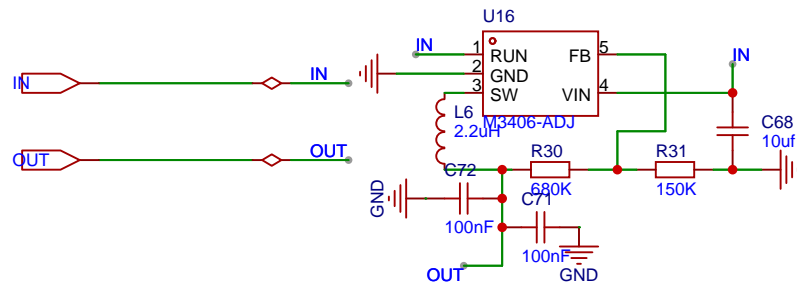 U16
IN
1
RUN
FB
5
IN
IN
IN
2
GND
3
SW
VIN
4
L6
M3406-ADJ
2.2uH
C68
10uf
OUT
OUT
C72
R30
R31
GND
680K
150K
C71
100nF
100nF
OUT
GND